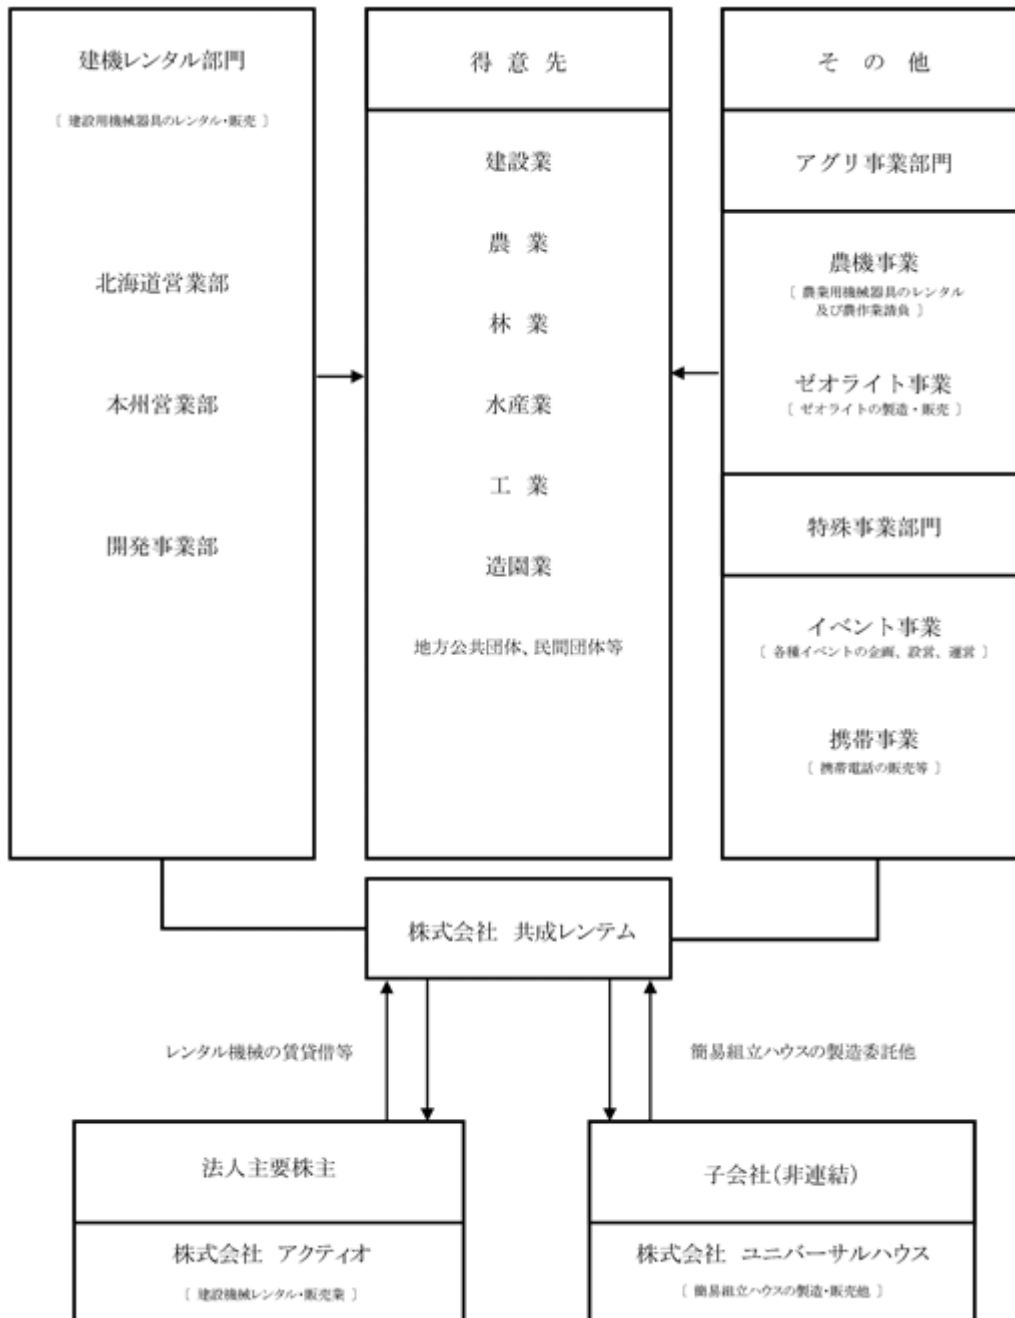 建機レンタル部門
〔 建設用機械器具のレンタル・販売 〕
北海道営業部
本州営業部
開発事業部
得 意 先
建設業
農 業
林 業
水産業
工 業
造園業
地方公共団体、民間団体等
そ の 他
アグリ事業部門
農機事業
〔 農業用機械器具のレンタル
及び農作業請負 〕
ゼオライト事業
〔 ゼオライトの製造・販売 〕
特殊事業部門
イベント事業
〔 各種イベントの企画、設営、運営 〕
携帯事業
〔 携帯電話の販売等 〕
株式会社 共成レンテム
レンタル機械の賃貸借等
簡易組立ハウスの製造委託他
法人主要株主
株式会社 アクティオ
〔 建設機械レンタル・販売業 〕
子会社(非連結)
株式会社 ユニバーサルハウス
〔 簡易組立ハウスの製造・販売他 〕